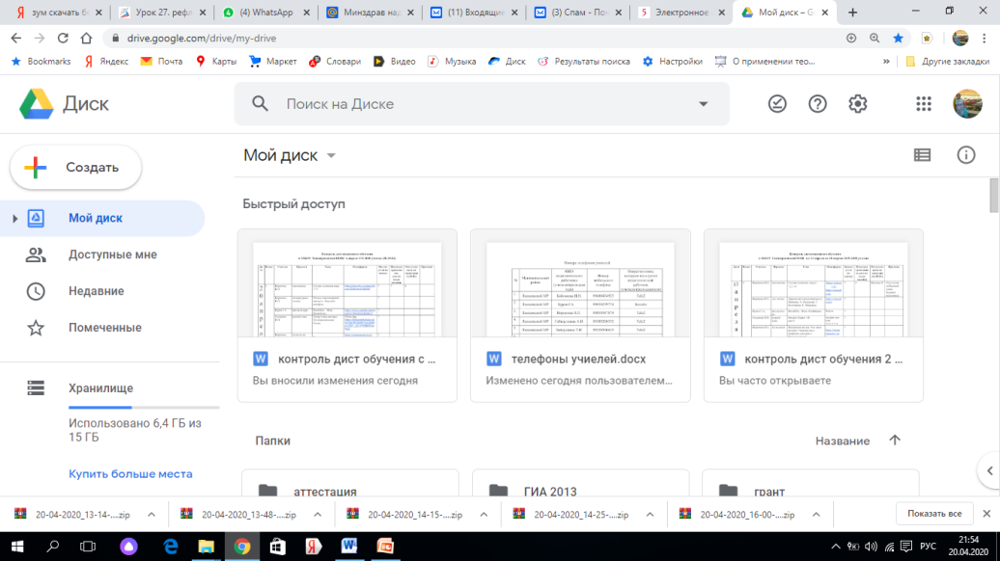 зум скачать б
Урок 27. рефл
(4) WhatsApp
Минздрав над
(11) Входящие
(3) Спам - По
Электронное
Мой диск – G
drive.google.com/drive/my-drive
Bookmarks
Яндекс
Почта
Карты
Маркет
Словари
Видео
Музыка
Диск
Результаты поиска
Настройки
О применении тео...
»
Другие закладки
Диск
Поиск на Диске
Создать
Мой диск
Быстрый доступ
Мой диск
Доступные мне
Недавние
Помеченные
Хранилище
Использовано 6,4 ГБ из
15 ГБ
Купить больше места
контроль дист обучения с ...
Вы вносили изменения сегодня
телефоны учиелей.docx
Изменено сегодня пользователем...
контроль дист обучения 2 ...
Вы часто открываете
Папки
Название
аттестация
ГИА 2013
грант
20-04-2020_13-14-....zip
20-04-2020_13-48-....zip
20-04-2020_14-15-....zip
20-04-2020_14-25-....zip
20-04-2020_16-00-....zip
Показать все
РУС
21:54
20.04.2020